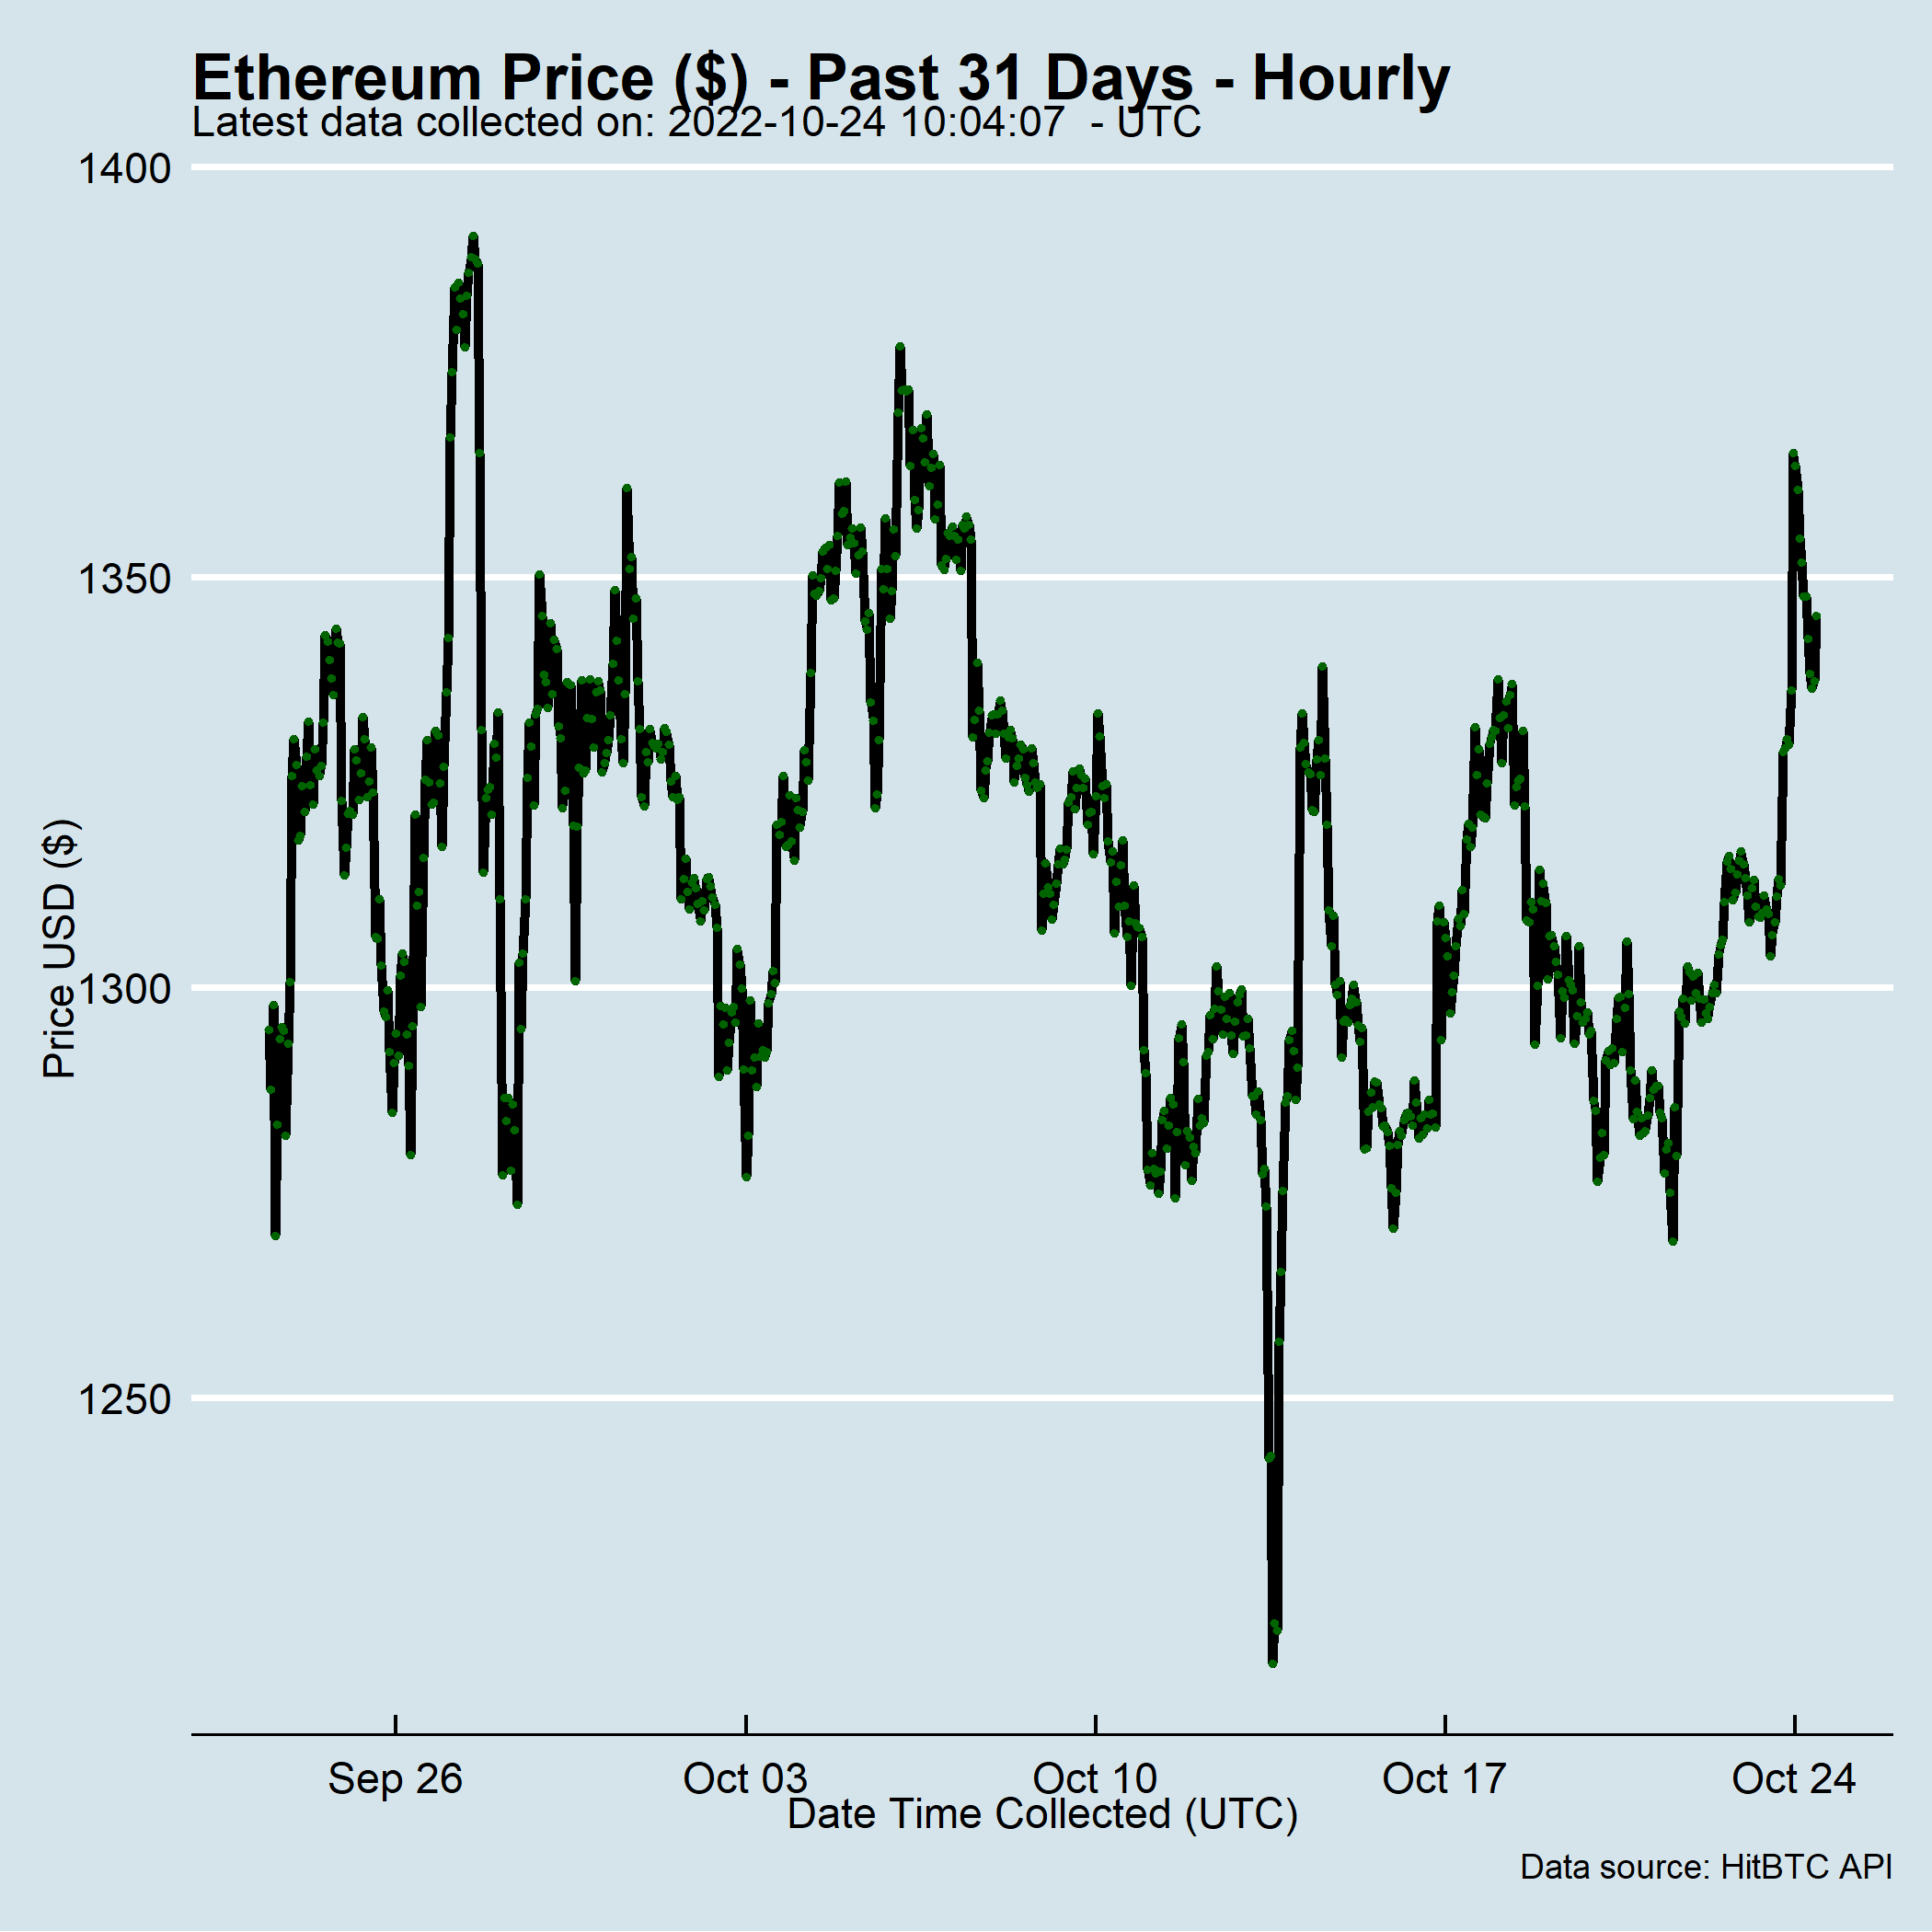 Ethereum Price ($) - Past 31 Days - Hourly
Latest data collected on: 2022-10-24 10:04:07  - UTC
1400
1350
1300
1250
Price USD ($)
Sep 26
Oct 03
Oct 10
Oct 17
Oct 24
Date Time Collected (UTC)
Data source: HitBTC API